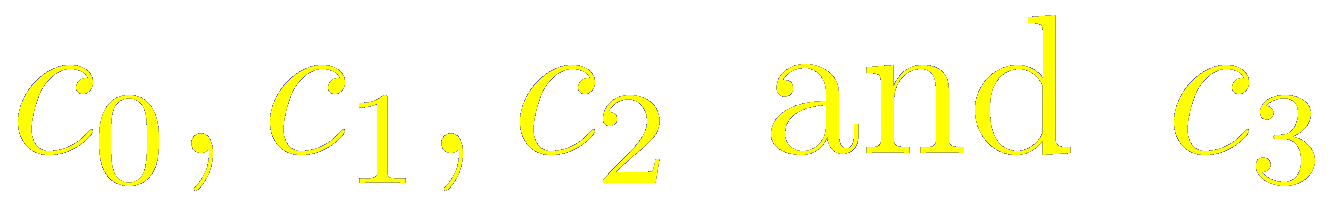 c₀, c₁, c₂ and c₃